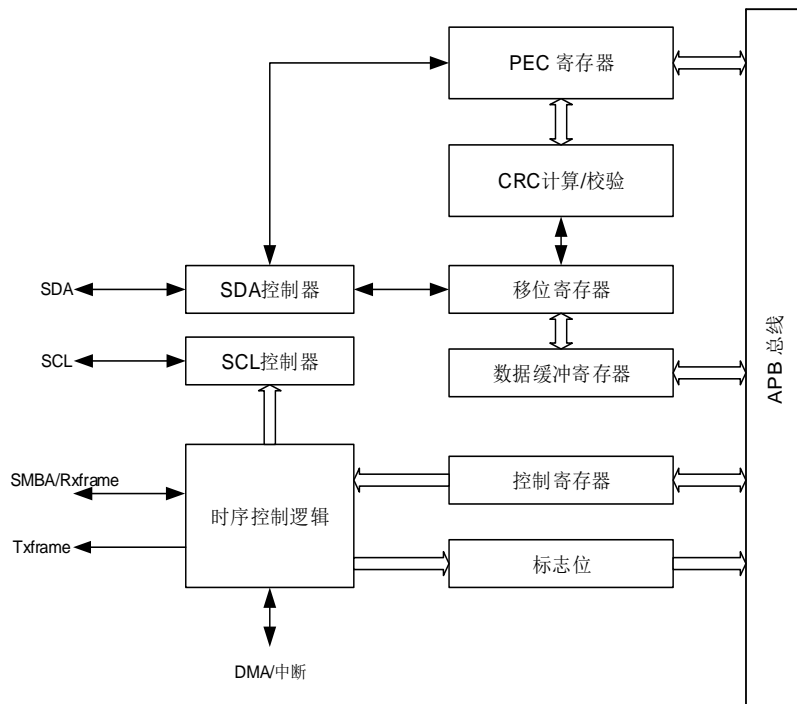 PEC 寄存器
CRC计算/校验
SDA
SDA控制器
移位寄存器
SCL
SCL控制器
数据缓冲寄存器
APB 总线
SMBA/Rxframe
时序控制逻辑
控制寄存器
Txframe
标志位
DMA/中断